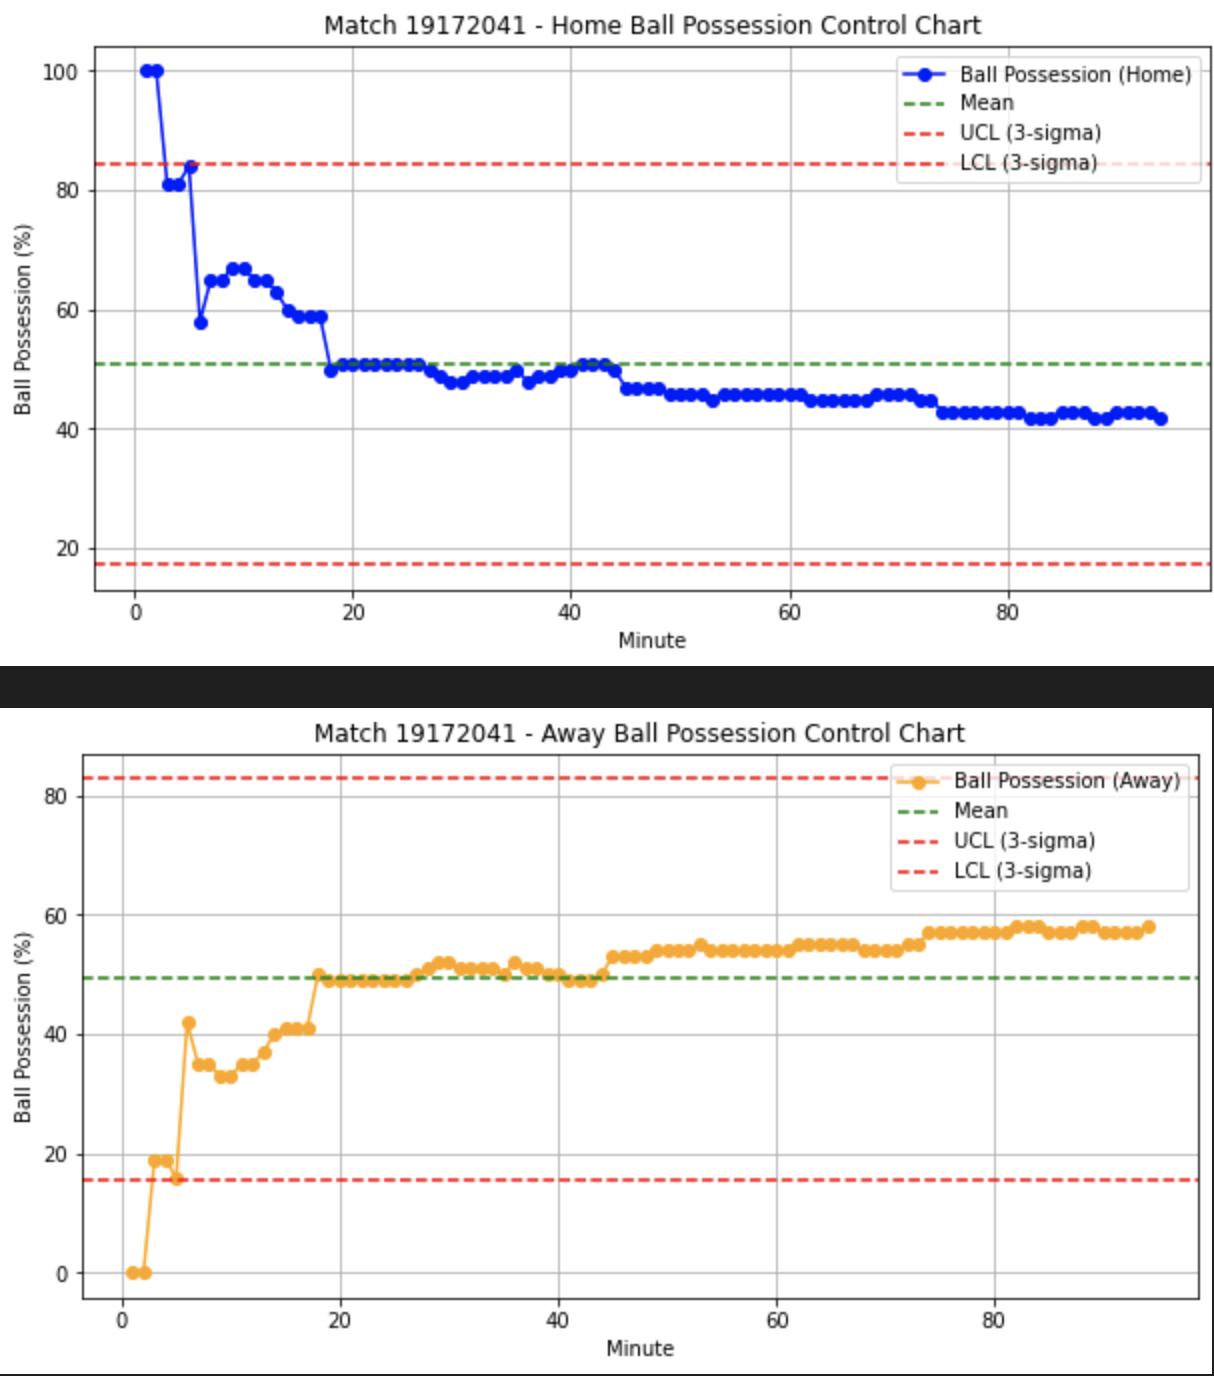 Match 19172041 - Home Ball Possession Control Chart
Ball Possession (%)
100
80
60
40
20
Ball Possession (Home)
Mean
UCL (3-sigma)
LCL (3-sigma)
0 20 40 60 80
Minute
Match 19172041 - Away Ball Possession Control Chart
Ball Possession (%)
80
60
40
20
0
Ball Possession (Away)
Mean
UCL (3-sigma)
LCL (3-sigma)
0 20 40 60 80
Minute